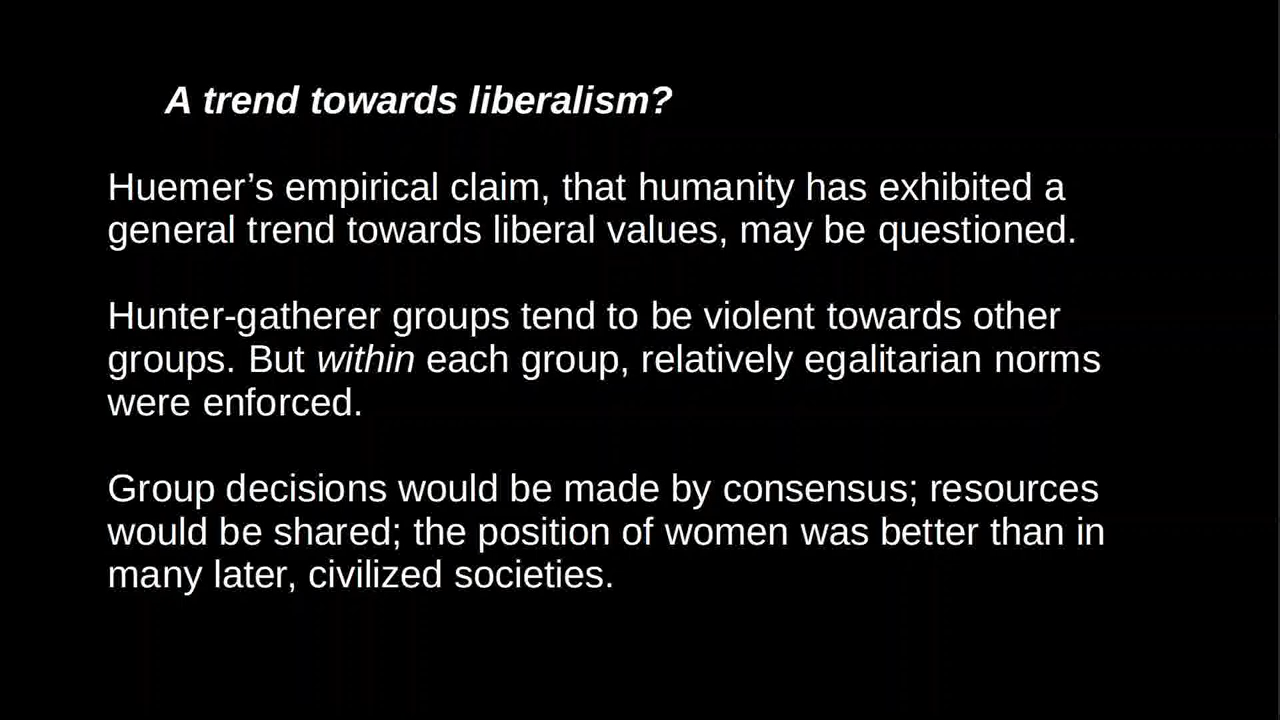 A trend towards liberalism?
Huemer’s empirical claim, that humanity has exhibited a
general trend towards liberal values, may be questioned.
Hunter-gatherer groups tend to be violent towards other
groups. But within each group, relatively egalitarian norms
were enforced.
Group decisions would be made by consensus; resources
would be shared; the position of women was better than in
many later, civilized societies.